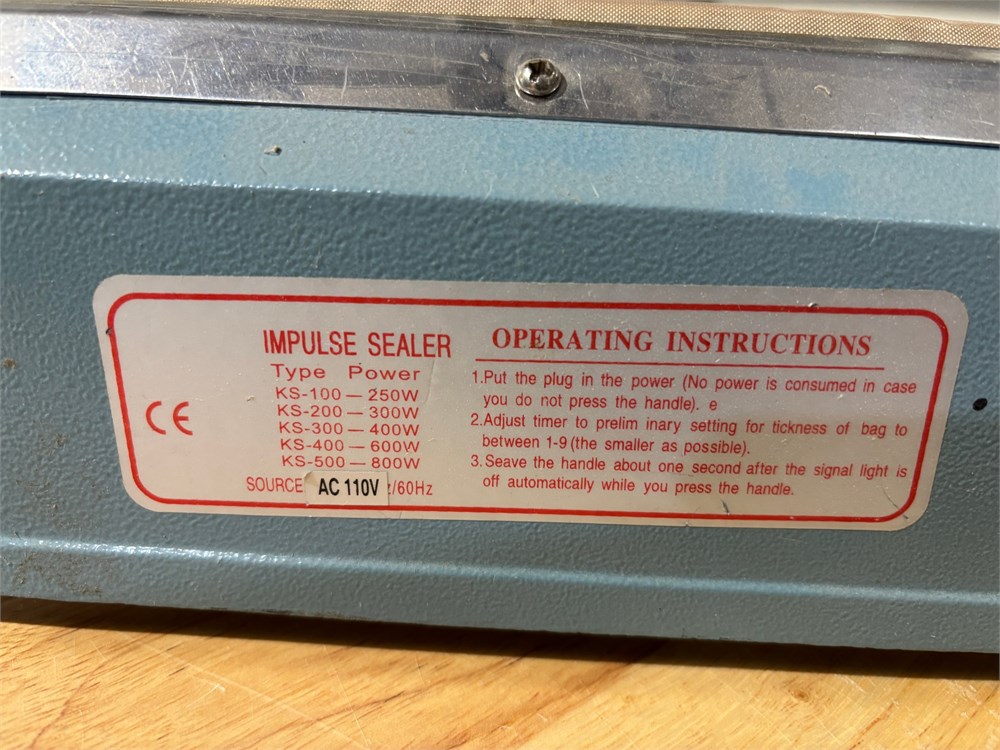 IMPULSE SEALER
Type Power
KS-100 — 250W
KS-200 — 300W
KS-300 — 400W
KS-400 — 600W
KS-500 — 800W
SOURCE AC 110V /60Hz
CE
OPERATING INSTRUCTIONS
1.Put the plug in the power (No power is consumed in case
you do not press the handle). e
2.Adjust timer to prelim inary setting for tickness of bag to
between 1-9 (the smaller as possible).
3.Seave the handle about one second after the signal light is
off automatically while you press the handle.